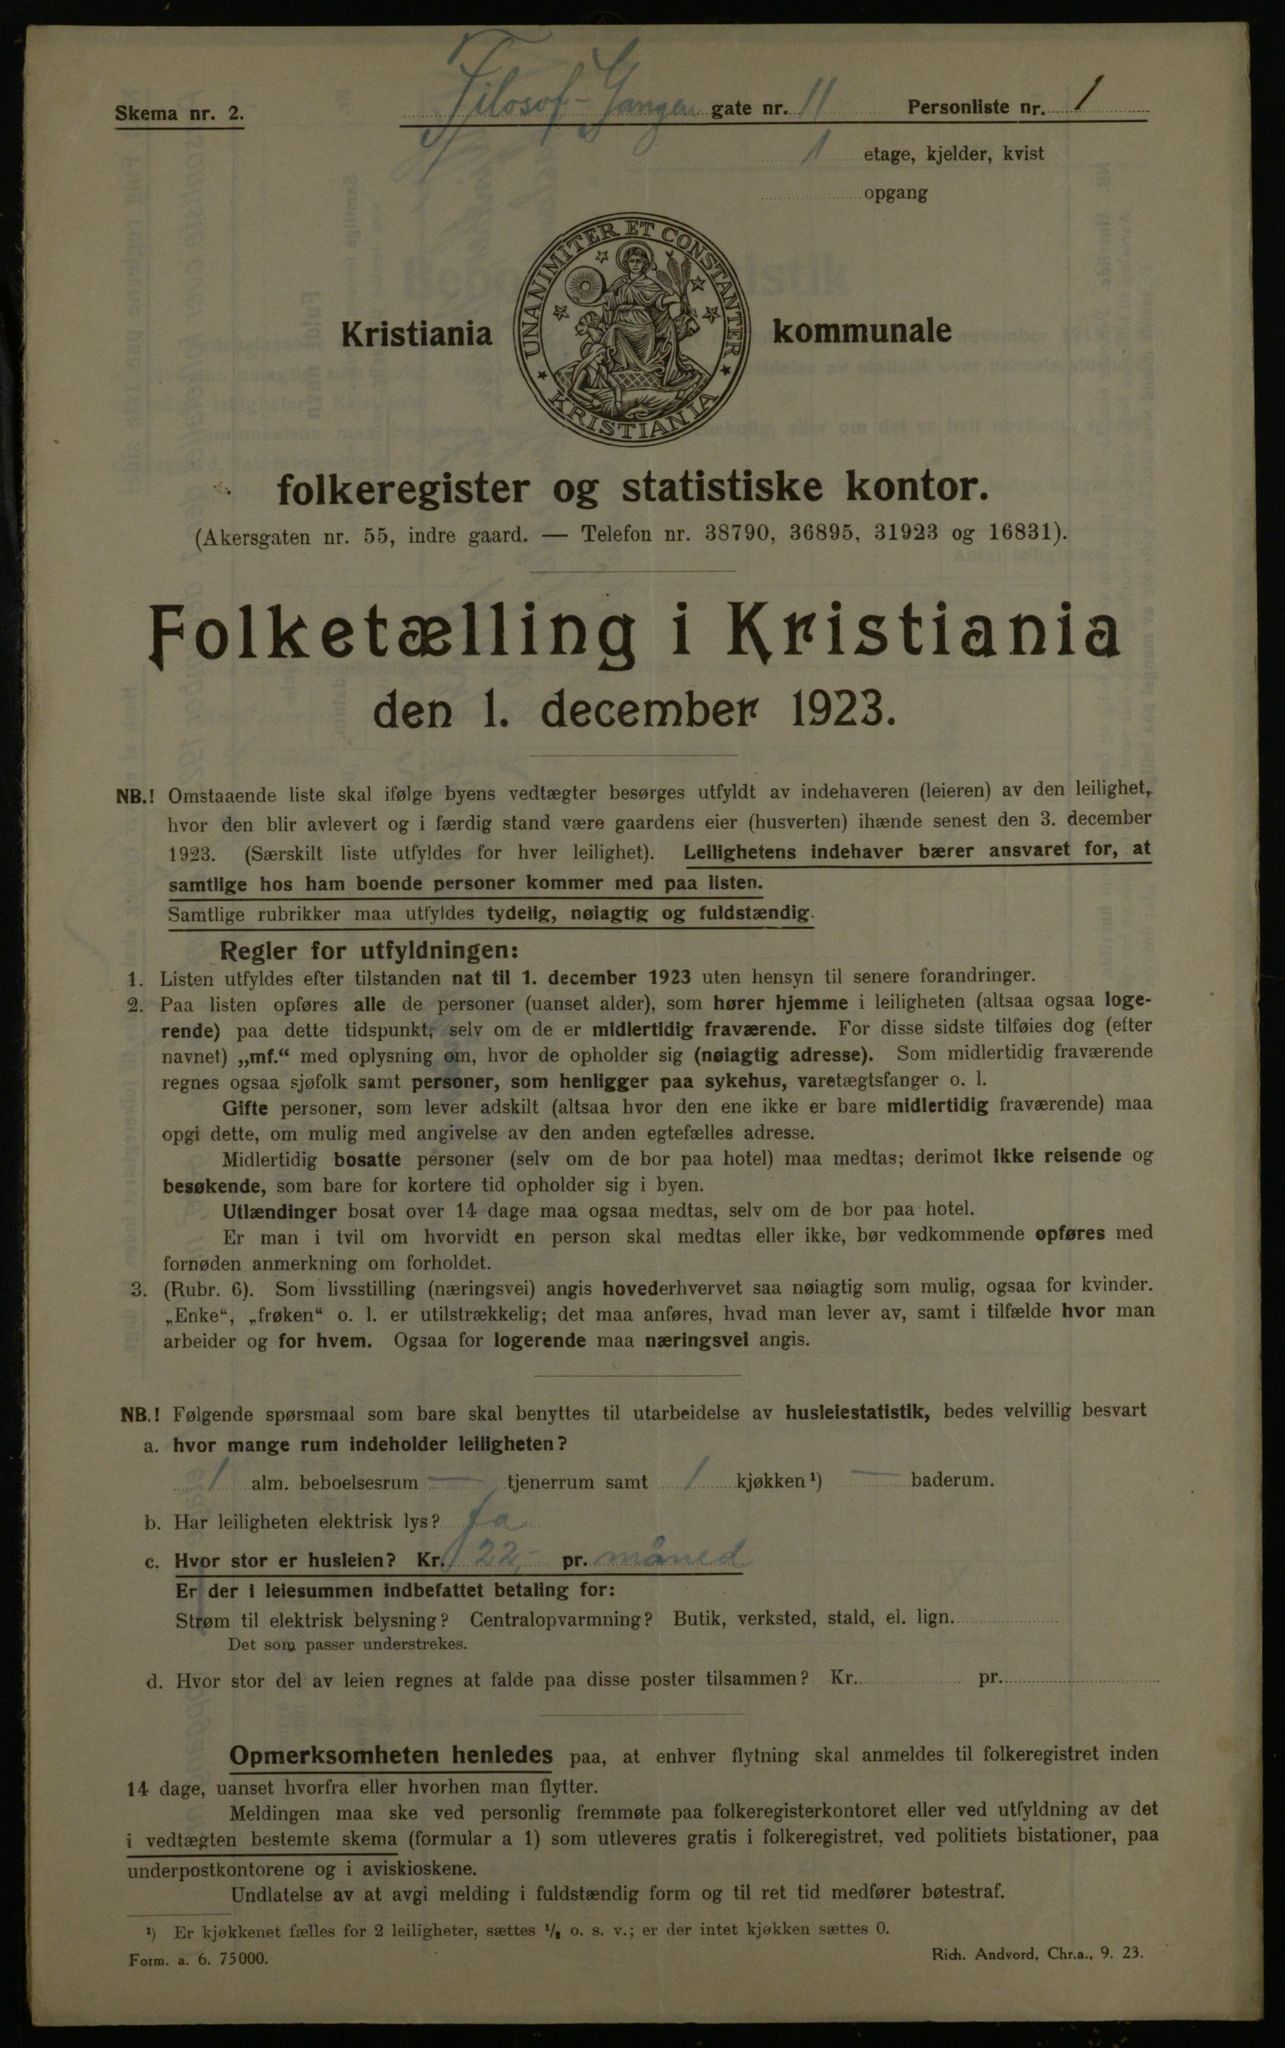 Skema nr. 2.
Filosof-Gangen gate nr. 11 Personliste nr. 1
1 etage, kjelder, kvist
opgang
UNANIMITER ET CONSTANTER
KRISTIANIA
Kristiania kommunale
folkeregister og statistiske kontor.
(Akersgaten nr. 55, indre gaard. — Telefon nr. 38790, 36895, 31923 og 16831).
Folketælling i Kristiania
den 1. december 1923.
NB.! Omstaaende liste skal ifølge byens vedtægter besørges utfyldt av indehaveren (leieren) av den leilighet,
hvor den blir avlevert og i færdig stand være gaardens eier (husverten) ihænde senest den 3. december
1923. (Særskilt liste utfyldes for hver leilighet). Leilighetens indehaver bærer ansvaret for, at
samtlige hos ham boende personer kommer med paa listen.
Samtlige rubrikker maa utfyldes tydelig, nøiagtig og fuldstændig.
Regler for utfyldningen:
1. Listen utfyldes efter tilstanden nat til 1. december 1923 uten hensyn til senere forandringer.
2. Paa listen opføres alle de personer (uanset alder), som hører hjemme i leiligheten (altsaa ogsaa loge-
rende) paa dette tidspunkt, selv om de er midlertidig fraværende. For disse sidste tilføies dog (efter
navnet) „mf.“ med oplysning om, hvor de opholder sig (nøiagtig adresse). Som midlertidig fraværende
regnes ogsaa sjøfolk samt personer, som henligger paa sykehus, varetægtsfanger o. l.
Gifte personer, som lever adskilt (altsaa hvor den ene ikke er bare midlertidig fraværende) maa
opgi dette, om mulig med angivelse av den anden egtefælles adresse.
Midlertidig bosatte personer (selv om de bor paa hotel) maa medtas; derimot ikke reisende og
besøkende, som bare for kortere tid opholder sig i byen.
Utlændinger bosat over 14 dage maa ogsaa medtas, selv om de bor paa hotel.
Er man i tvil om hvorvidt en person skal medtas eller ikke, bør vedkommende opføres med
fornøden anmerkning om forholdet.
3. (Rubr. 6). Som livsstilling (næringsvei) angis hovederhvervet saa nøiagtig som mulig, ogsaa for kvinder.
„Enke“, „frøken“ o. l. er utilstrækkelig; det maa anføres, hvad man lever av, samt i tilfælde hvor man
arbeider og for hvem. Ogsaa for logerende maa næringsvei angis.
NB.! Følgende spørsmaal som bare skal benyttes til utarbeidelse av husleiestatistik, bedes velvillig besvart
a. hvor mange rum indeholder leiligheten?
1 alm. beboelsesrum — tjenerrum samt 1 kjøkken ¹) — baderum.
b. Har leiligheten elektrisk lys? Ja
c. Hvor stor er husleien? Kr. 22,- pr. måned
Er der i leiesummen indbefattet betaling for:
Strøm til elektrisk belysning? Centralopvarmning? Butik, verksted, stald, el. lign.
Det som passer understrekes.
d. Hvor stor del av leien regnes at falde paa disse poster tilsammen? Kr. pr.
Opmerksomheten henledes paa, at enhver flytning skal anmeldes til folkeregistret inden
14 dage, uanset hvorfra eller hvorhen man flytter.
Meldingen maa ske ved personlig fremmøte paa folkeregisterkontoret eller ved utfyldning av det
i vedtægten bestemte skema (formular a 1) som utleveres gratis i folkeregistret, ved politiets bistationer, paa
underpostkontorene og i aviskioskene.
Undlatelse av at avgi melding i fuldstændig form og til ret tid medfører bøtestraf.
¹) Er kjøkkenet fælles for 2 leiligheter, sættes ½ o. s. v.; er der intet kjøkken sættes 0.
Form. a. 6. 75000.
Rich. Andvord, Chr.a., 9. 23.